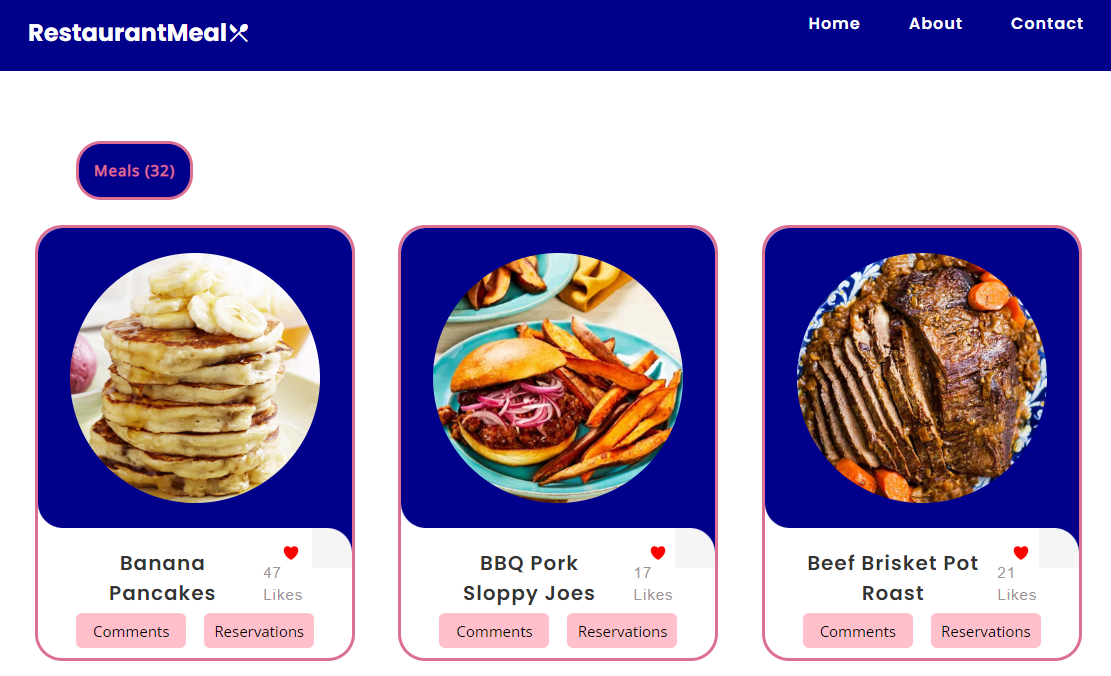 RestaurantMeal
Home About Contact
Meals (32)
Banana
Pancakes
47
Likes
Comments Reservations
BBQ Pork
Sloppy Joes
17
Likes
Comments Reservations
Beef Brisket Pot
Roast
21
Likes
Comments Reservations